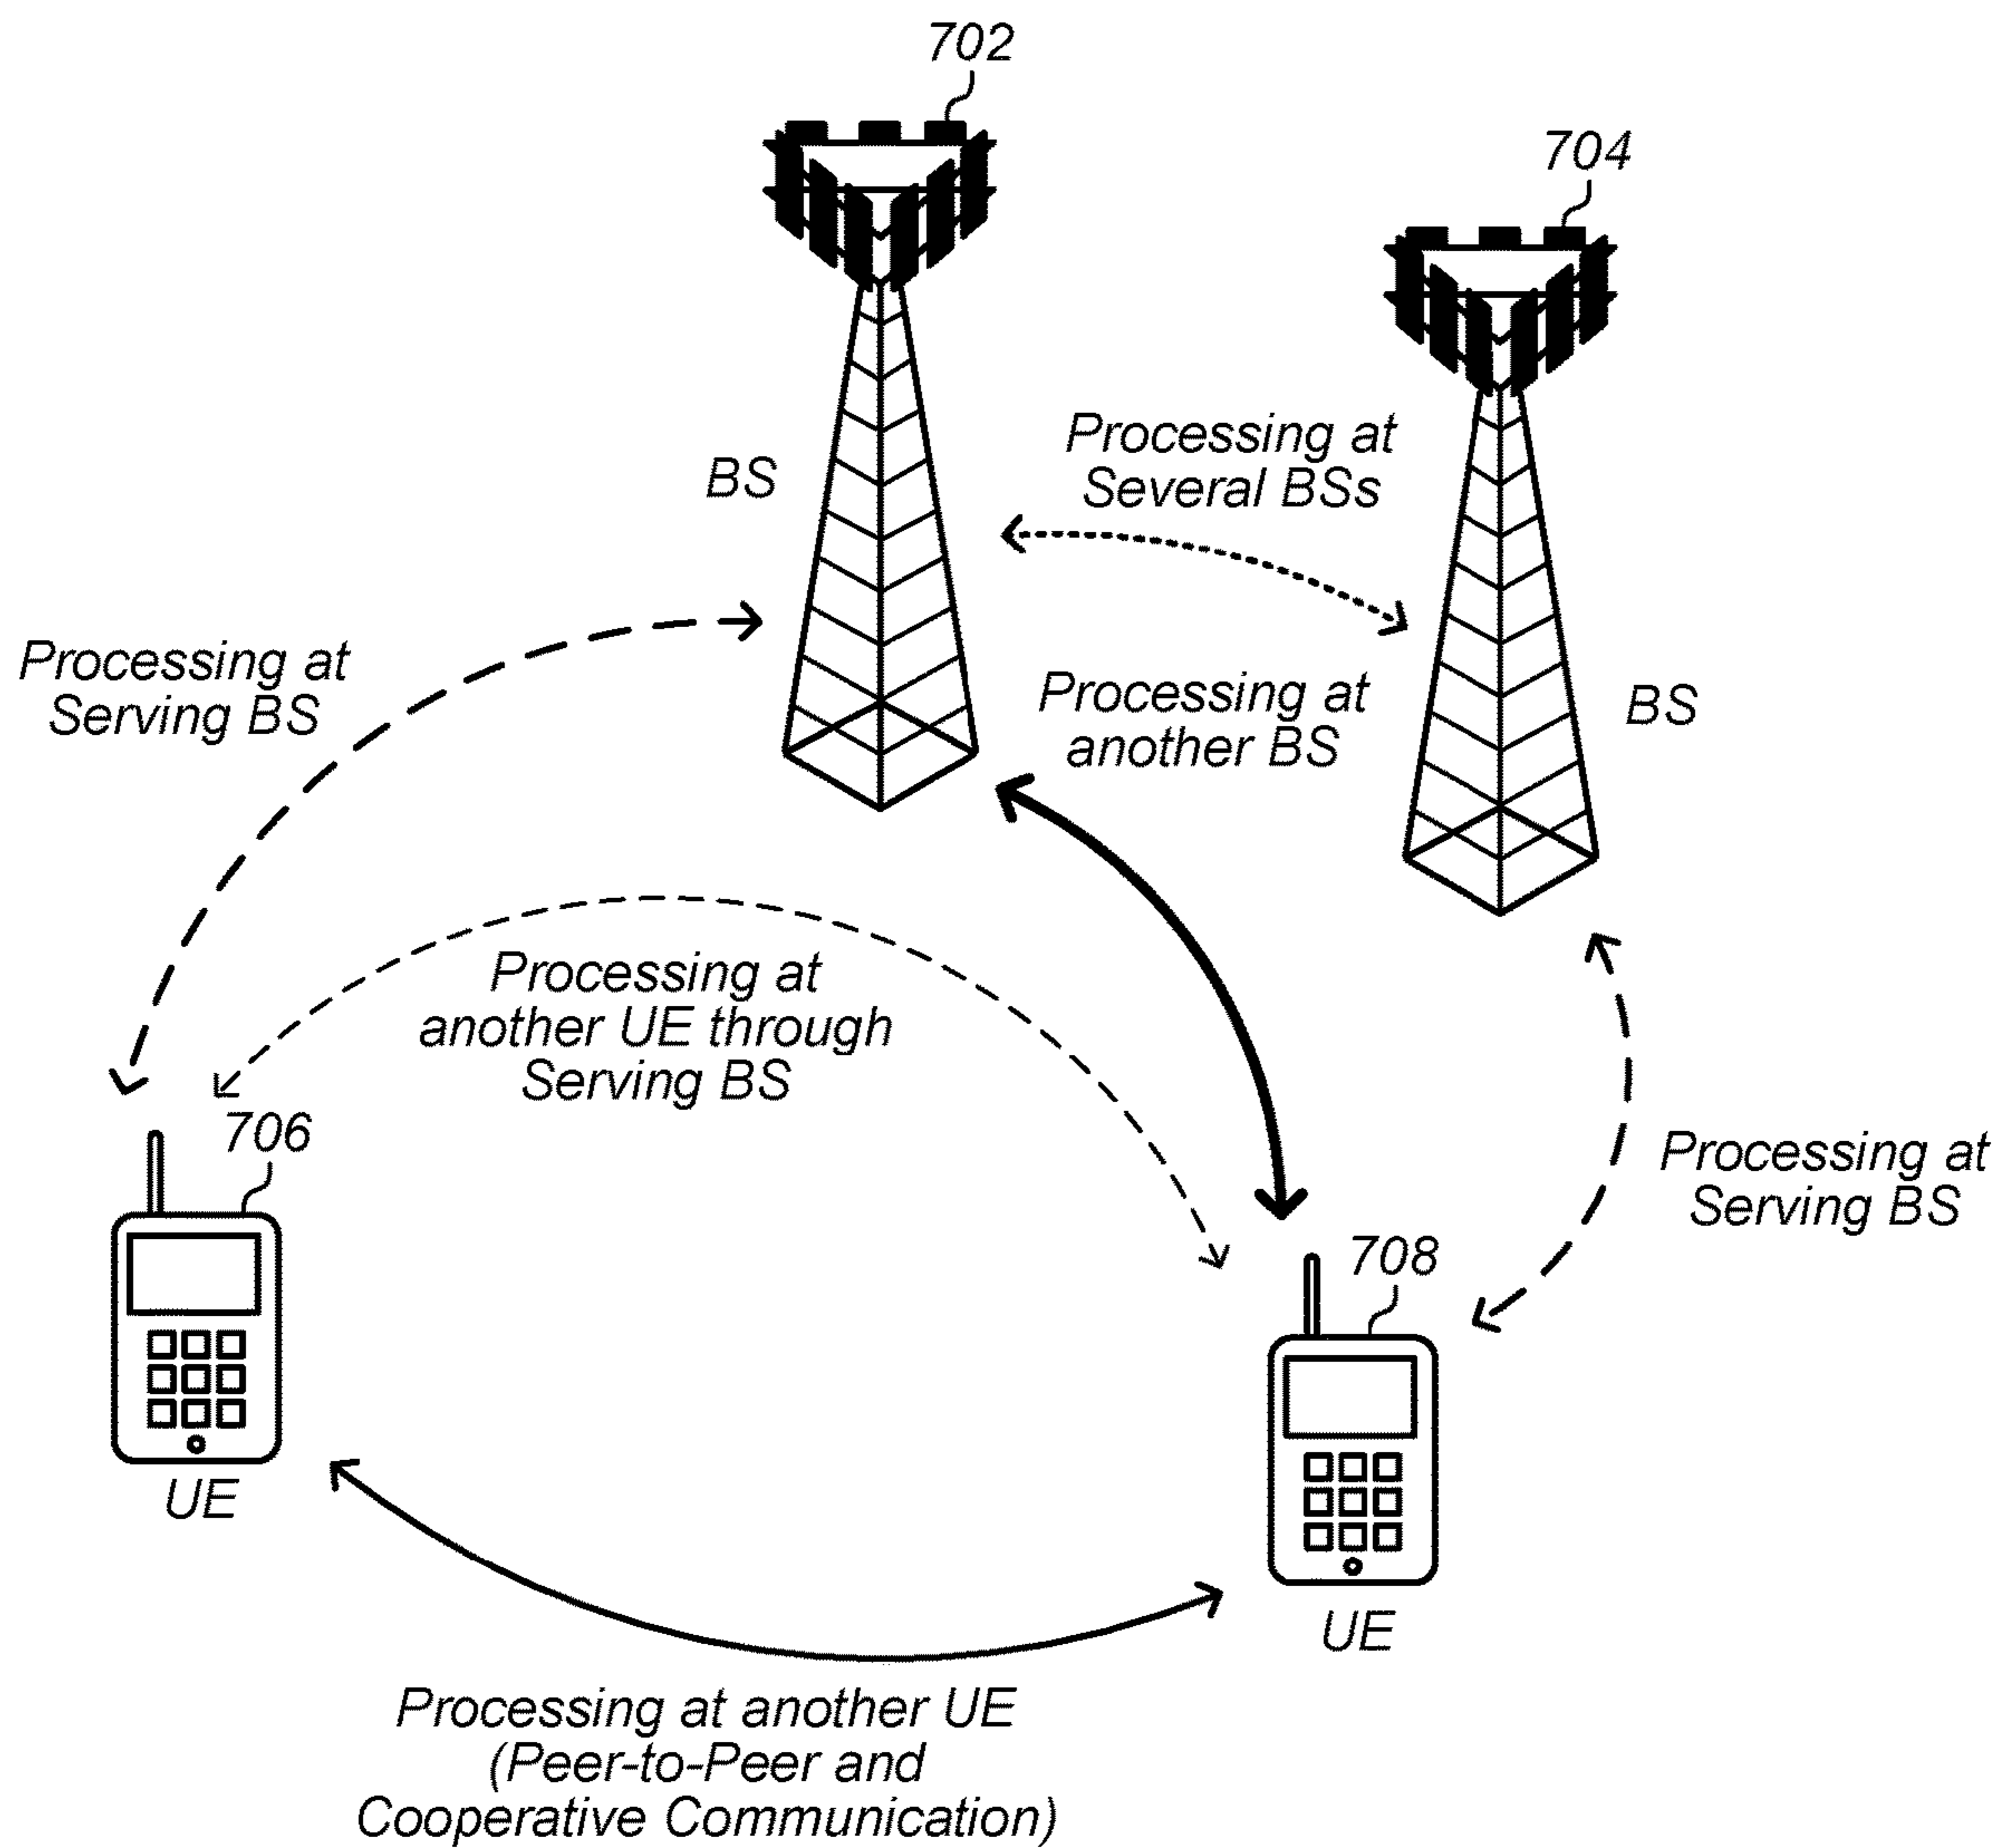 702
704
BS
Processing at
Several BSs
Processing at
Serving BS
Processing at
another BS
BS
Processing at
another UE through
Serving BS
706
Processing at
Serving BS
708
UE
UE
Processing at another UE
(Peer-to-Peer and
Cooperative Communication)